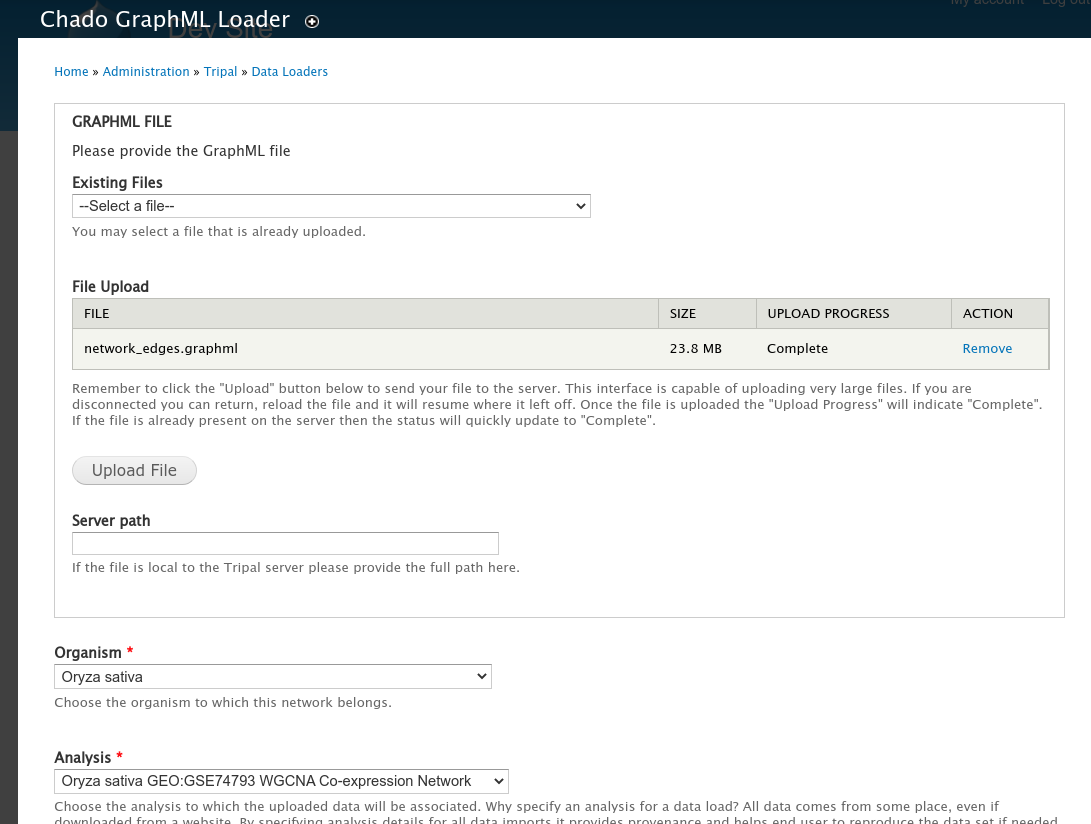 My account Log out
Chado GraphML Loader
Dev Site
Home » Administration » Tripal » Data Loaders
GRAPHML FILE
Please provide the GraphML file
Existing Files
--Select a file--
You may select a file that is already uploaded.
File Upload
FILE SIZE UPLOAD PROGRESS ACTION
network_edges.graphml 23.8 MB Complete Remove
Remember to click the "Upload" button below to send your file to the server. This interface is capable of uploading very large files. If you are
disconnected you can return, reload the file and it will resume where it left off. Once the file is uploaded the "Upload Progress" will indicate "Complete".
If the file is already present on the server then the status will quickly update to "Complete".
Upload File
Server path
If the file is local to the Tripal server please provide the full path here.
Organism *
Oryza sativa
Choose the organism to which this network belongs.
Analysis *
Oryza sativa GEO:GSE74793 WGCNA Co-expression Network
Choose the analysis to which the uploaded data will be associated. Why specify an analysis for a data load? All data comes from some place, even if
downloaded from a website. By specifying analysis details for all data imports it provides provenance and helps end user to reproduce the data set if needed